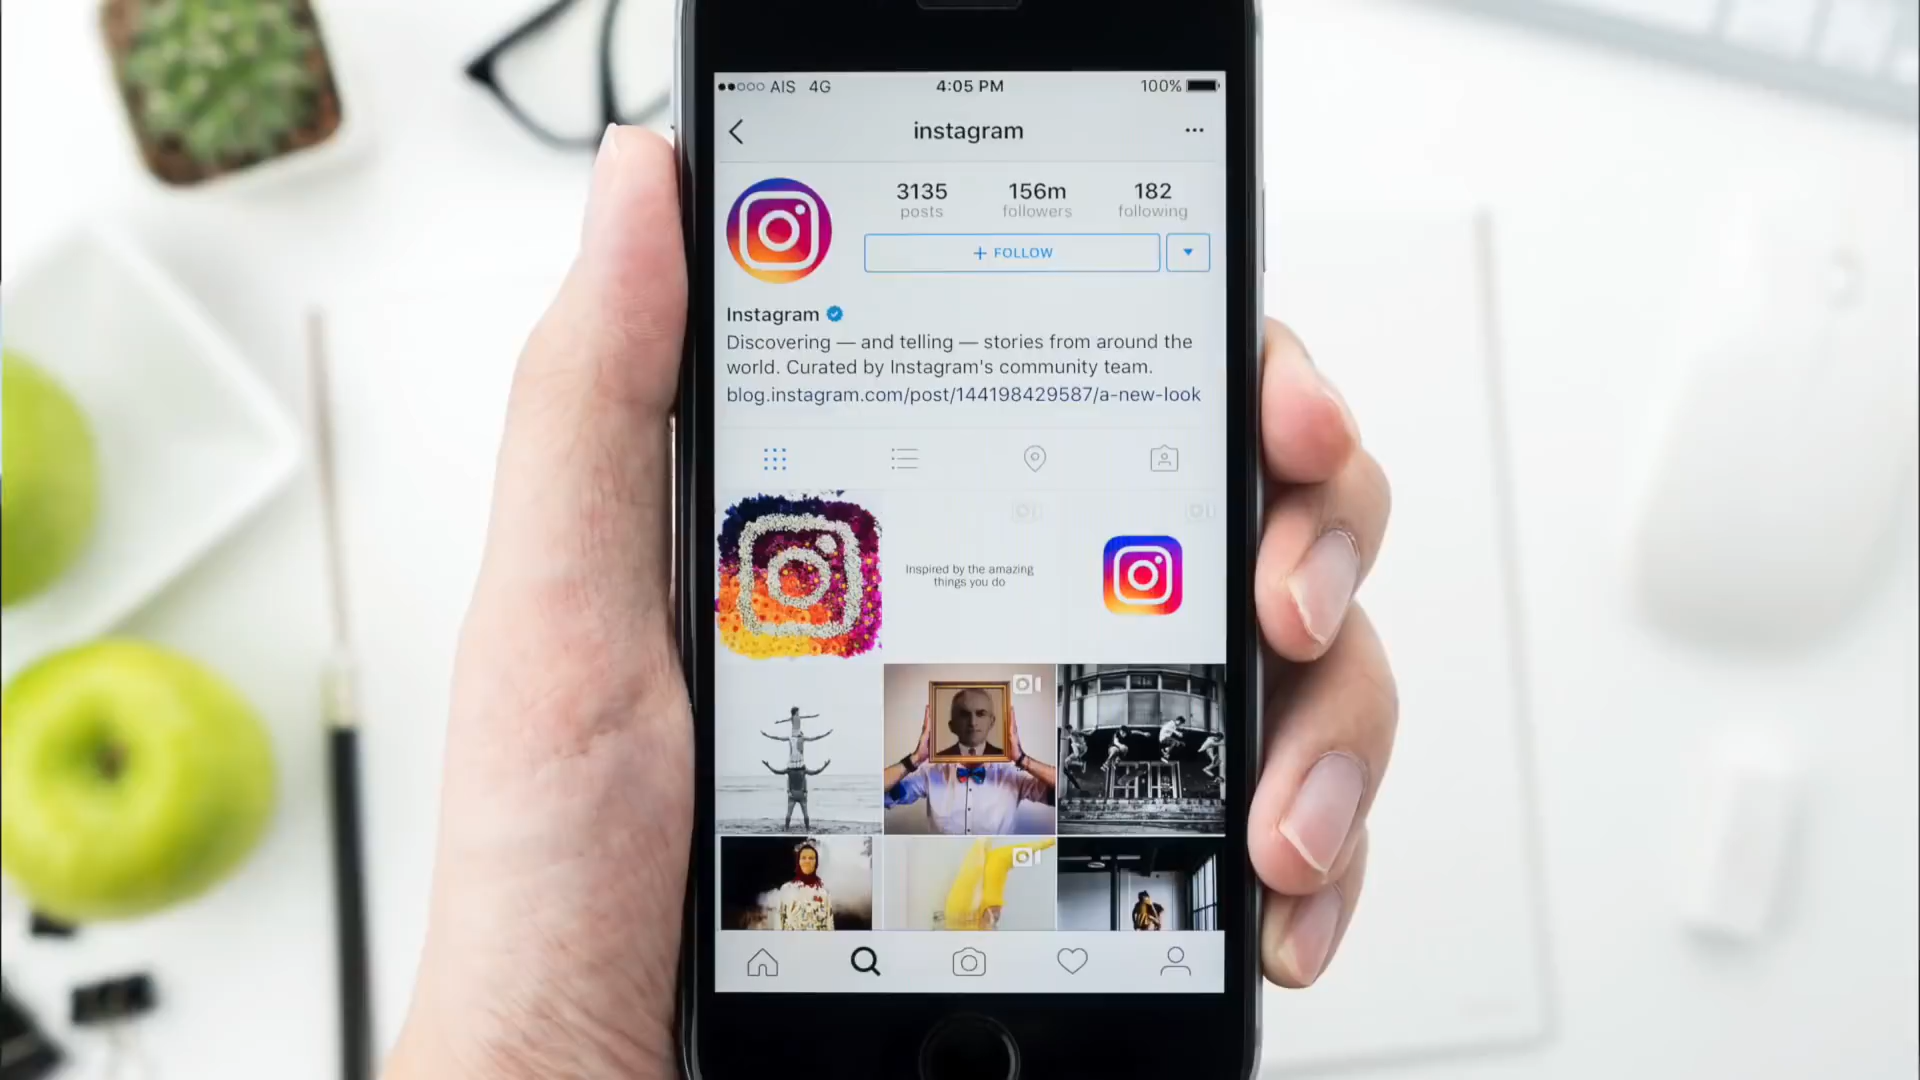 AIS 4G 4:05 PM 100%
instagram
3135 156m 182
posts followers following
+ FOLLOW
Instagram
Discovering — and telling — stories from around the
world. Curated by Instagram's community team.
blog.instagram.com/post/144198429587/a-new-look
Inspired by the amazing
things you do